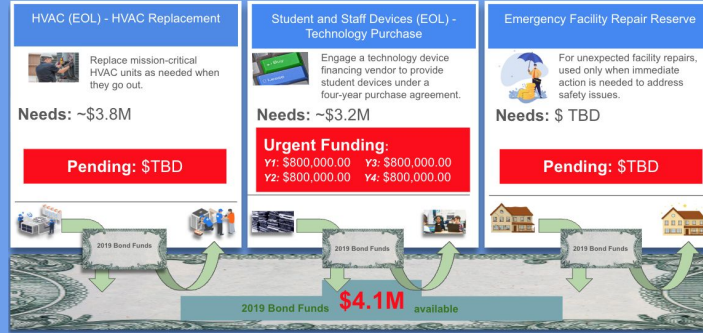 HVAC (EOL) - HVAC Replacement
Replace mission-critical
HVAC units as needed when
they go out.
Needs: ~$3.8M
Pending: $TBD
2019 Bond Funds
Student and Staff Devices (EOL) -
Technology Purchase
Engage a technology device
financing vendor to provide
student devices under a
four-year purchase agreement.
Needs: ~$3.2M
Urgent Funding:
Y1: $800,000.00 Y3: $800,000.00
Y2: $800,000.00 Y4: $800,000.00
2019 Bond Funds
Emergency Facility Repair Reserve
For unexpected facility repairs,
used only when immediate
action is needed to address
safety issues.
Needs: $ TBD
Pending: $TBD
2019 Bond Funds
2019 Bond Funds $4.1M available